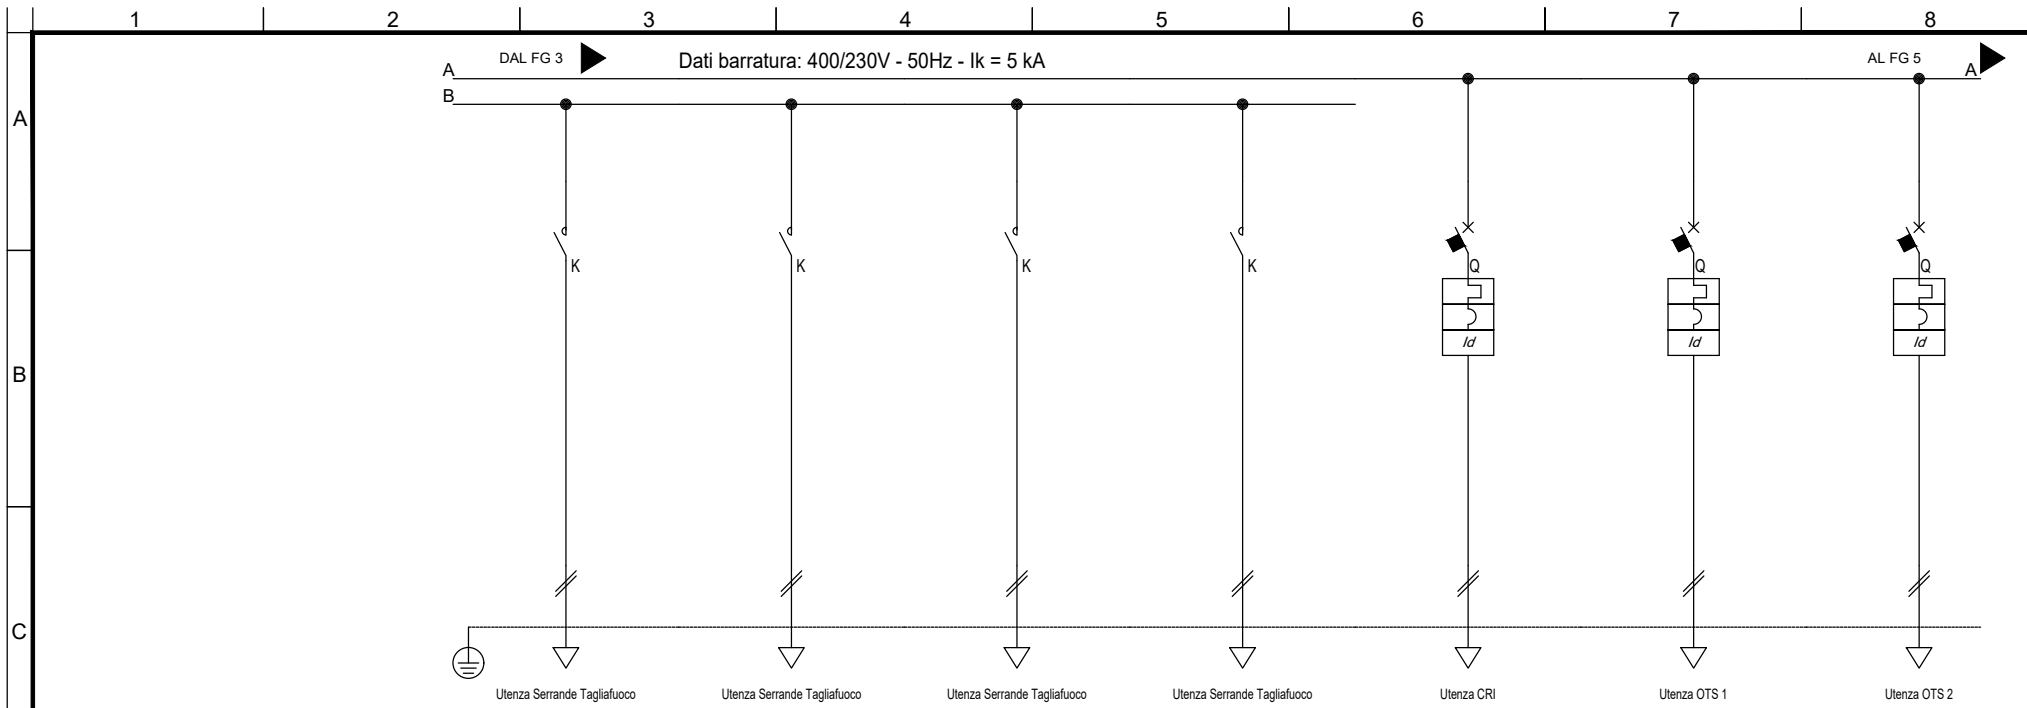 1 2 3 4 5 6 7 8
DAL FG 3 Dati barratura: 400/230V - 50Hz - Ik = 5 kA AL FG 5
A A
B
A
K K K K Q Q Q
Id Id Id
B
C
Utenza Serrande Tagliafuoco Utenza Serrande Tagliafuoco Utenza Serrande Tagliafuoco Utenza Serrande Tagliafuoco Utenza CRI Utenza OTS 1 Utenza OTS 2